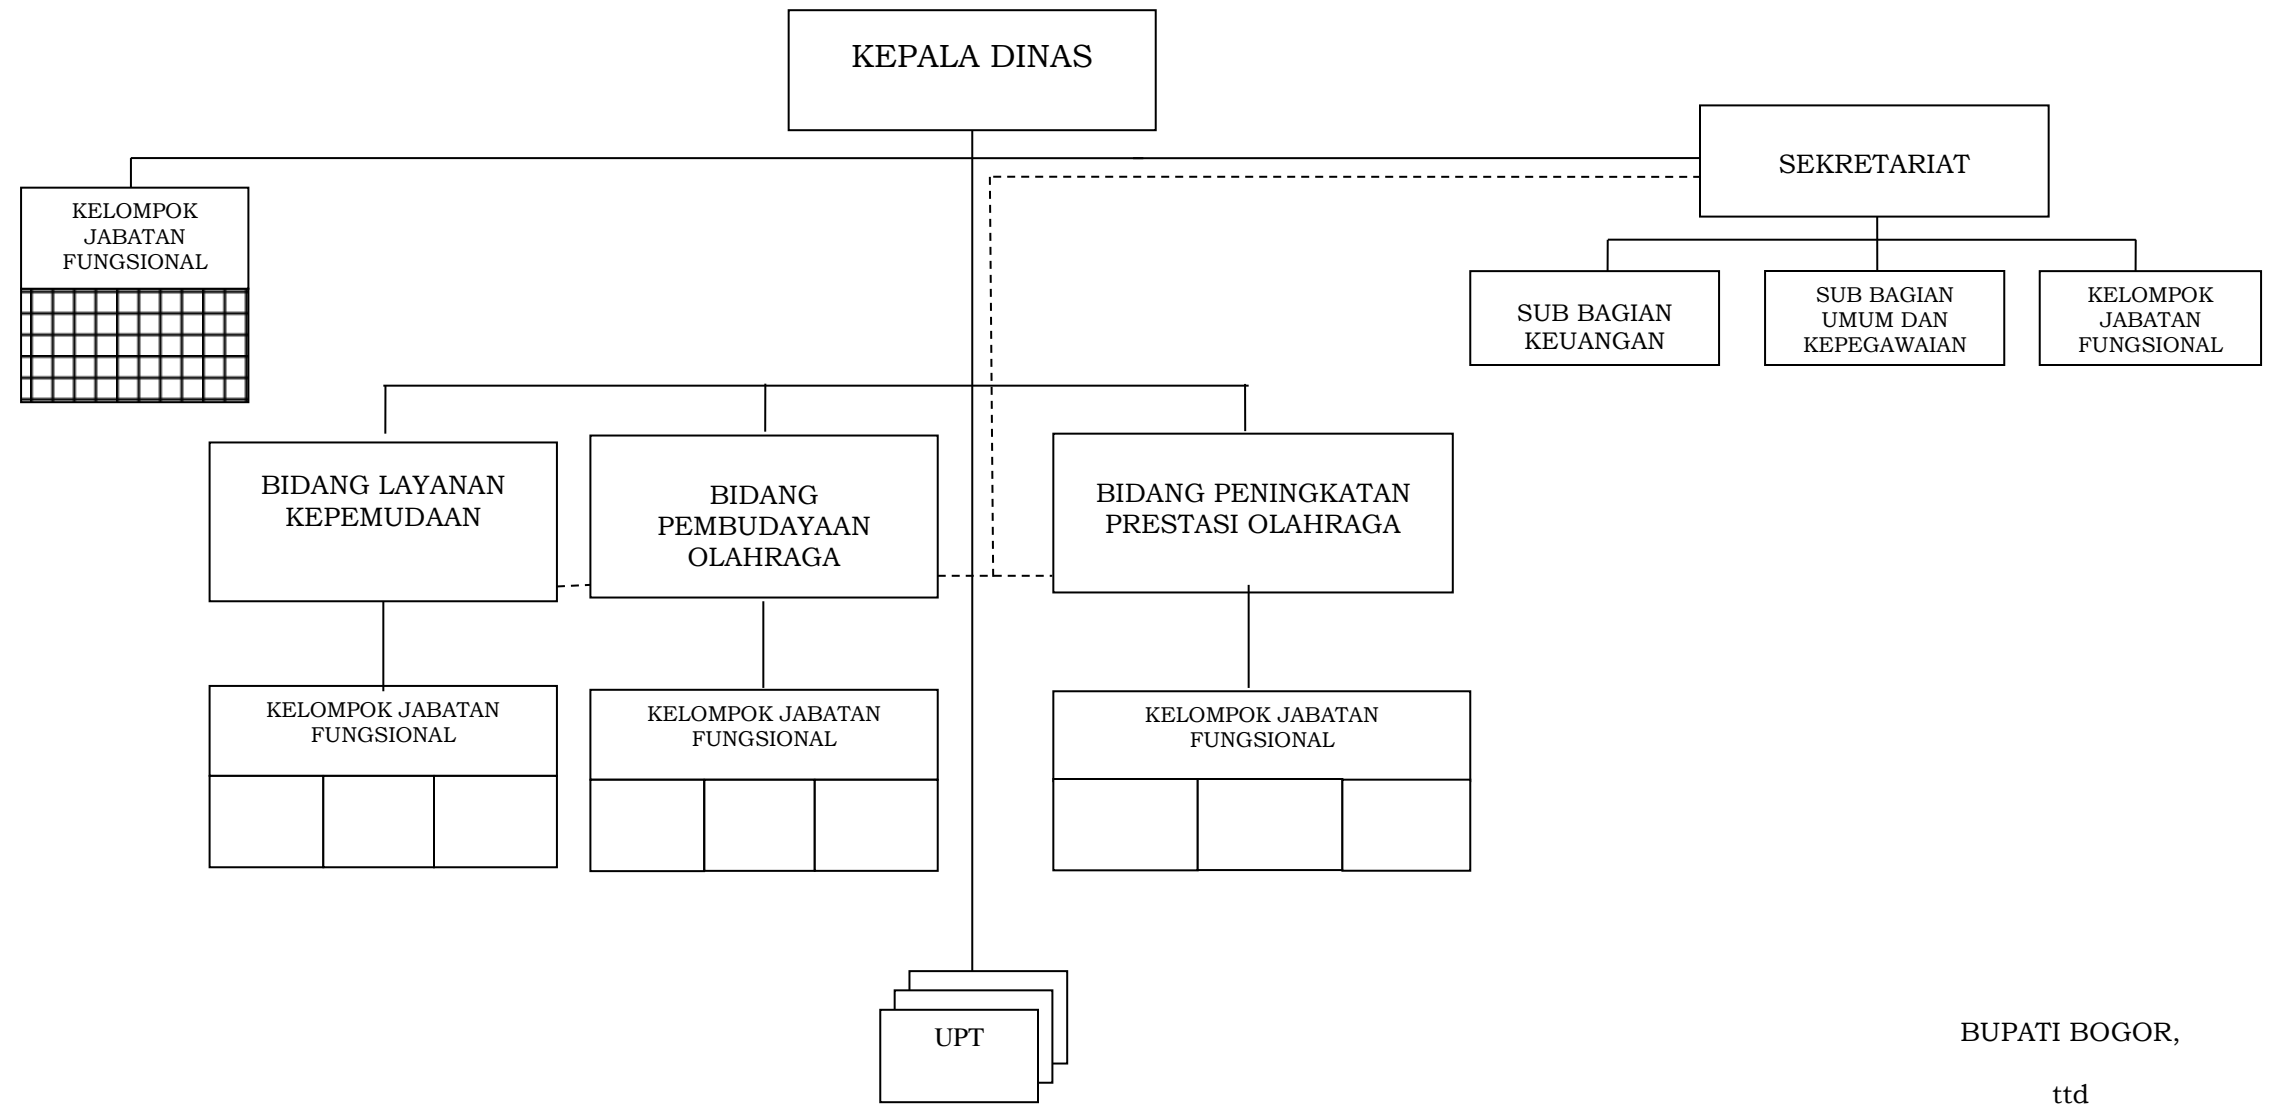 KEPALA DINAS
SEKRETARIAT
KELOMPOK
JABATAN
FUNGSIONAL
SUB BAGIAN
KEUANGAN
SUB BAGIAN
UMUM DAN
KEPEGAWAIAN
KELOMPOK
JABATAN
FUNGSIONAL
BIDANG LAYANAN
KEPEMUDAAN
BIDANG
PEMBUDAYAAN
OLAHRAGA
BIDANG PENINGKATAN
PRESTASI OLAHRAGA
KELOMPOK JABATAN
FUNGSIONAL
KELOMPOK JABATAN
FUNGSIONAL
KELOMPOK JABATAN
FUNGSIONAL
UPT
BUPATI BOGOR,
ttd